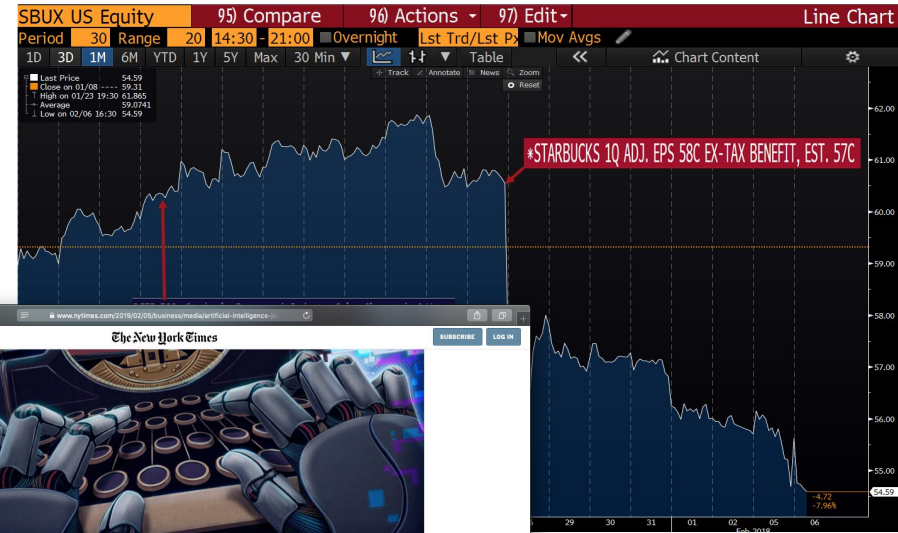 SBUX US Equity 95) Compare 96) Actions 97) Edit Line Chart
Period 30 Range 20 14:30 - 21:00 Overnight Lst Trd/Lst Px Mov Avgs
1D 3D 1M 6M YTD 1Y 5Y Max 30 Min ▼ ▼ Table « Chart Content
+ Track Annotate News Zoom
Reset
Last Price 54.59
Close on 01/08 ---- 59.31
High on 01/23 19:30 61.865
Average 59.0741
Low on 02/06 16:30 54.59
62.00
*STARBUCKS 1Q ADJ. EPS 58C EX-TAX BENEFIT, EST. 57C
61.00
60.00
59.00
58.00
www.nytimes.com/2019/02/05/business/media/artificial-intelligence-
The New York Times
SUBSCRIBE LOG IN
57.00
56.00
55.00
54.59
-4.72
-7.96%
29 30 31 01 02 05 06
Feb 2018